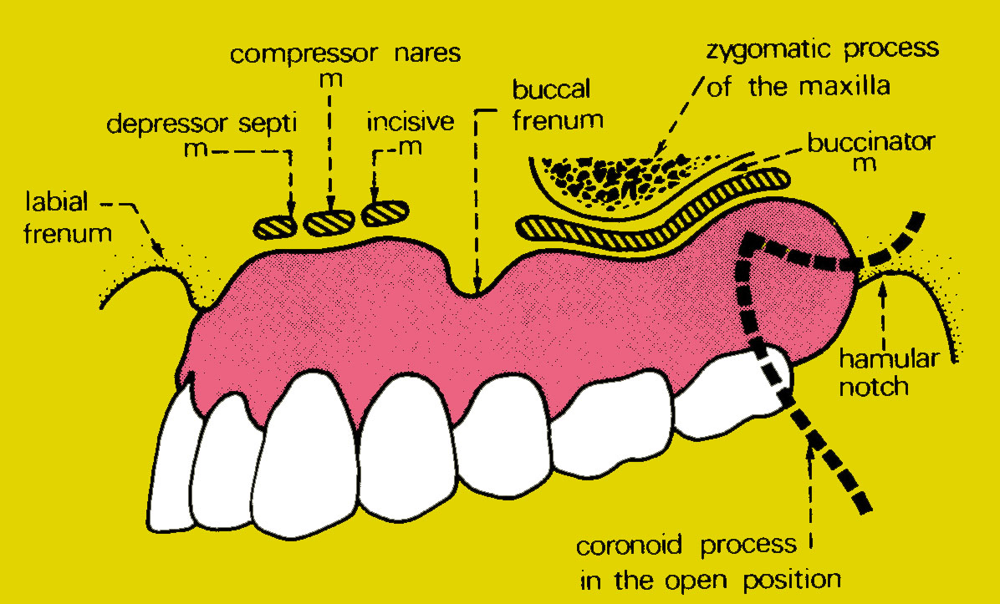 compressor nares
m
zygomatic process
of the maxilla
buccal
frenum
depressor septi
m
incisive
m
buccinator
m
labial
frenum
hamular
notch
coronoid process
in the open position